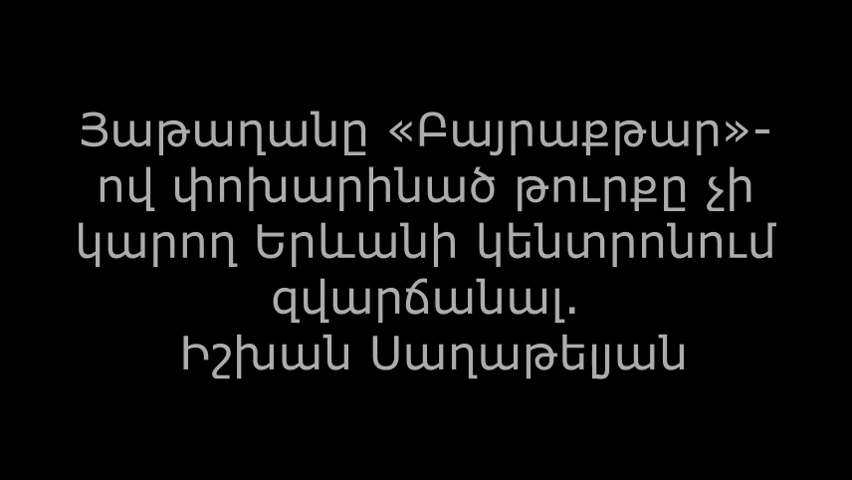 Յաթաղանը «Բայրաքթար»-
ով փոխարինած թուրքը չի
կարող Երևանի կենտրոնում
զվարճանալ.
Իշխան Սաղաթելյան